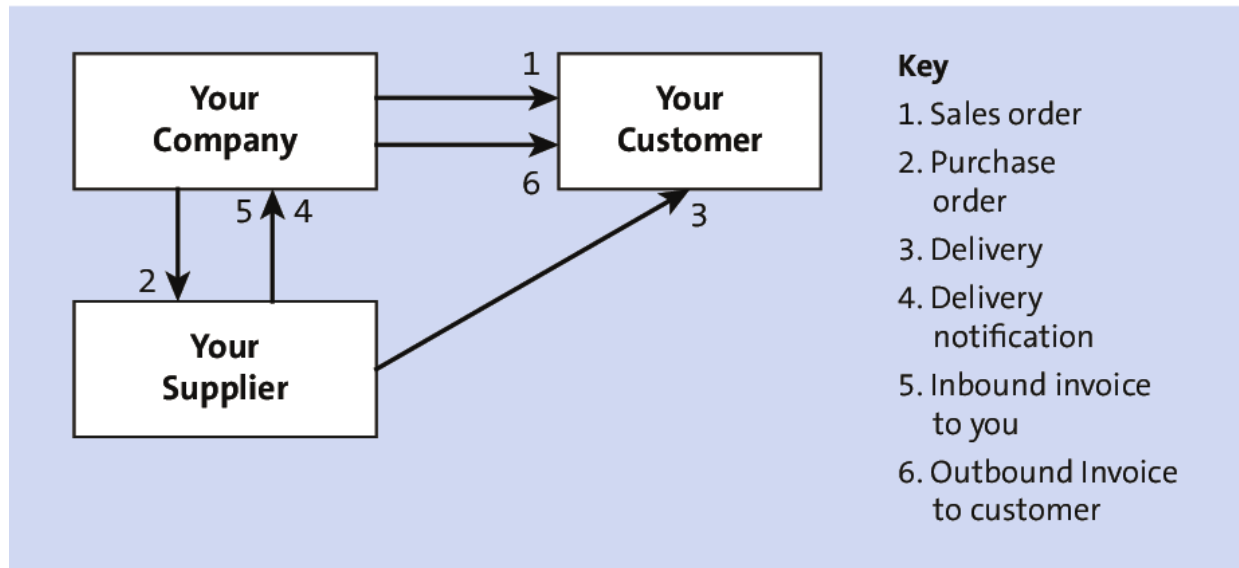 Your
Company
1
6
Your
Customer
5
4
3
2
Your
Supplier
Key
1. Sales order
2. Purchase
order
3. Delivery
4. Delivery
notification
5. Inbound invoice
to you
6. Outbound Invoice
to customer